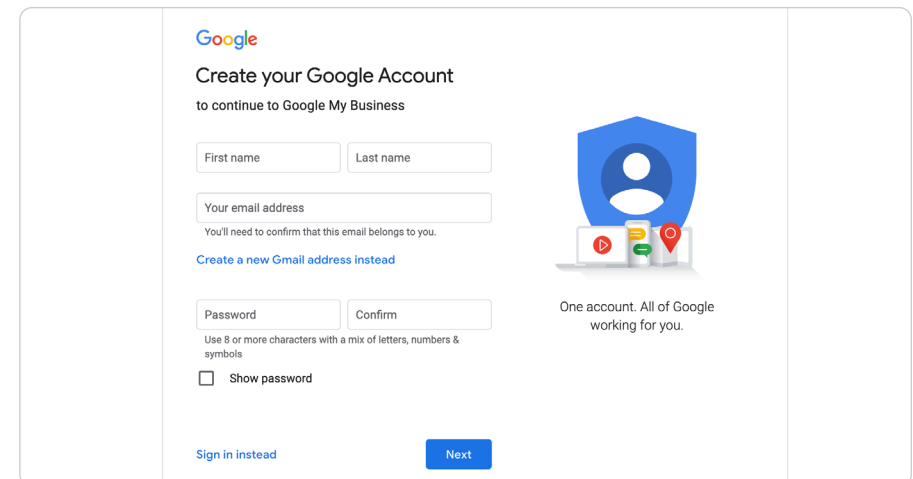 Google
Create your Google Account
to continue to Google My Business
First name
Last name
Your email address
You'll need to confirm that this email belongs to you.
Create a new Gmail address instead
Password
Confirm
Use 8 or more characters with a mix of letters, numbers &
symbols
Show password
Sign in instead
Next
One account. All of Google
working for you.